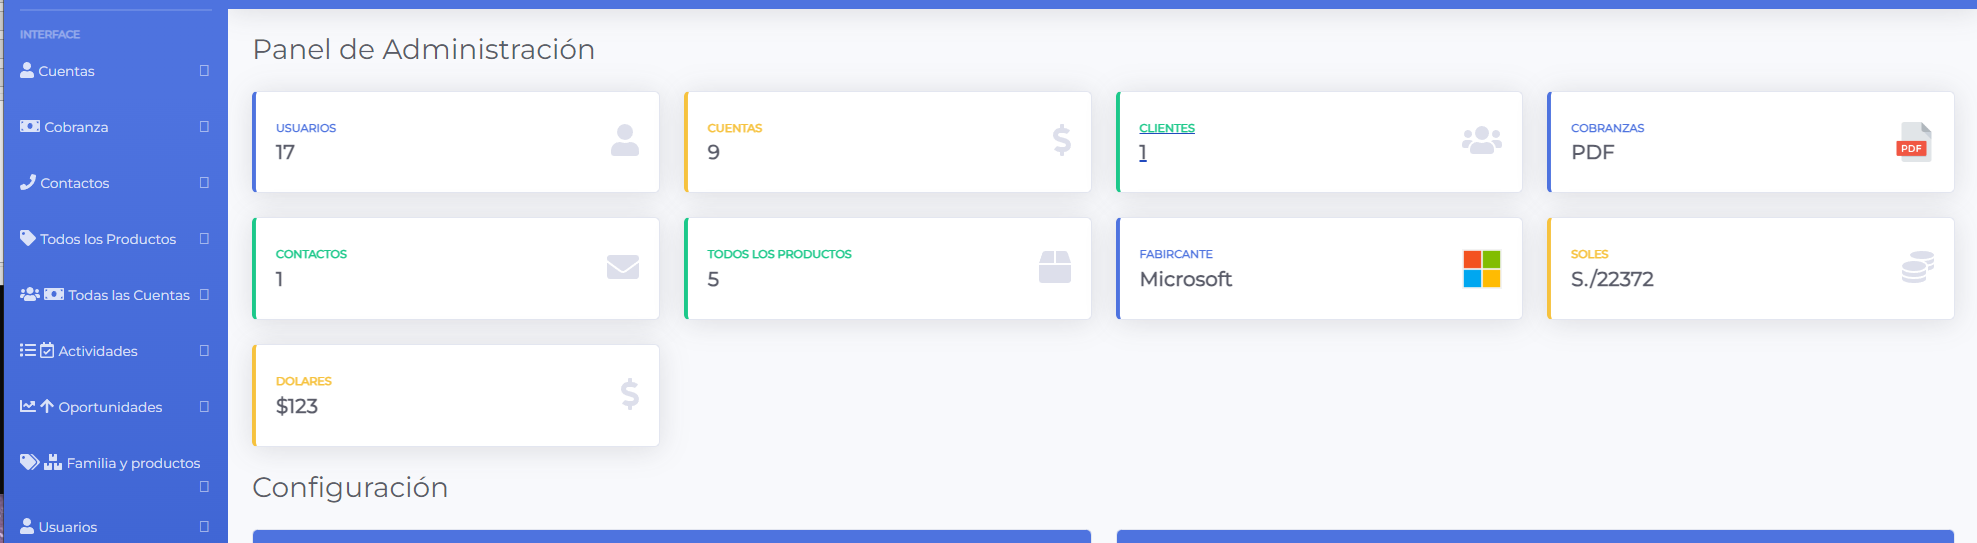 INTERFACE
Cuentas
Cobranza
Contactos
Todos los Productos
Todas las Cuentas
Actividades
Oportunidades
Familia y productos
Usuarios
Panel de Administración
USUARIOS
17
CUENTAS
9
CLIENTES
1
COBRANZAS
PDF
PDF
CONTACTOS
1
TODOS LOS PRODUCTOS
5
FABIRCANTE
Microsoft
SOLES
S./22372
DOLARES
$123
Configuración